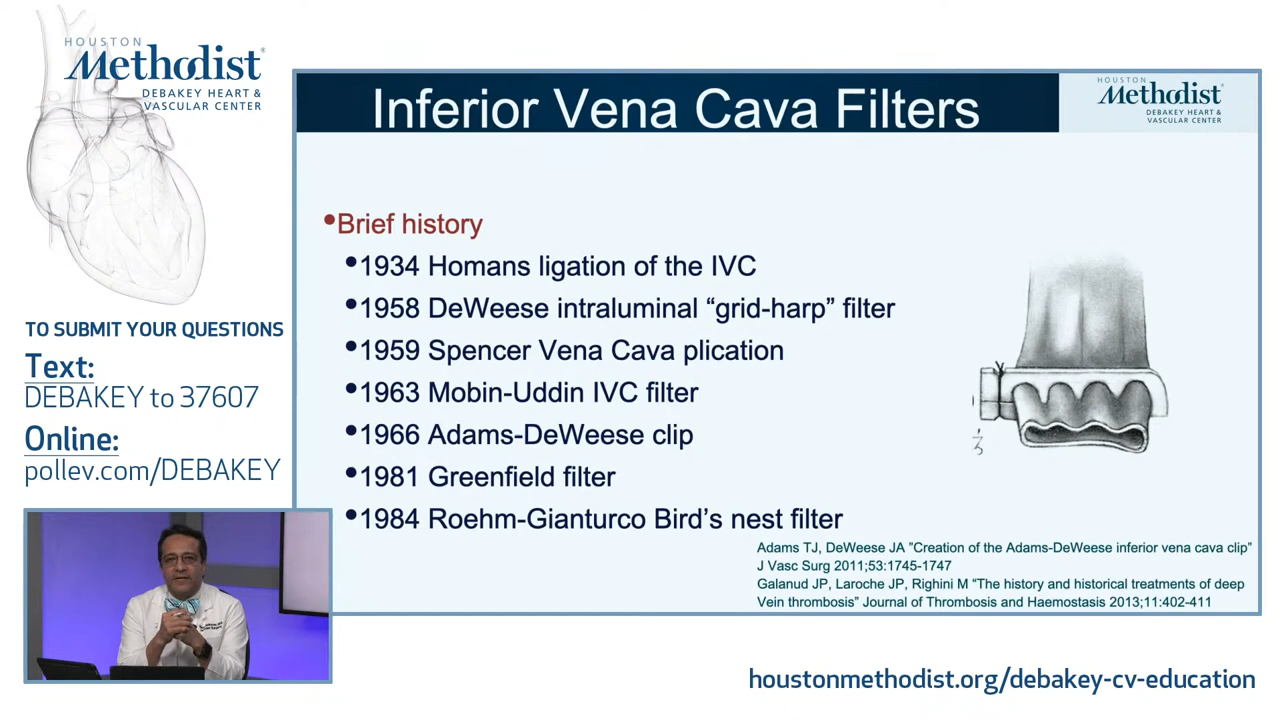 HOUSTON
Methodist
DEBAKEY HEART &
VASCULAR CENTER
TO SUBMIT YOUR QUESTIONS
Text:
DEBAKEY to 37607
Online:
pollev.com/DEBAKEY
Inferior Vena Cava Filters
HOUSTON
Methodist
DEBAKEY HEART &
VASCULAR CENTER
•Brief history
•1934 Homans ligation of the IVC
•1958 DeWeese intraluminal “grid-harp” filter
•1959 Spencer Vena Cava plication
•1963 Mobin-Uddin IVC filter
•1966 Adams-DeWeese clip
•1981 Greenfield filter
•1984 Roehm-Gianturco Bird’s nest filter
Adams TJ, DeWeese JA ”Creation of the Adams-DeWeese inferior vena cava clip”
J Vasc Surg 2011;53:1745-1747
Galanud JP, Laroche JP, Righini M “The history and historical treatments of deep
Vein thrombosis” Journal of Thrombosis and Haemostasis 2013;11:402-411
houstonmethodist.org/debakey-cv-education